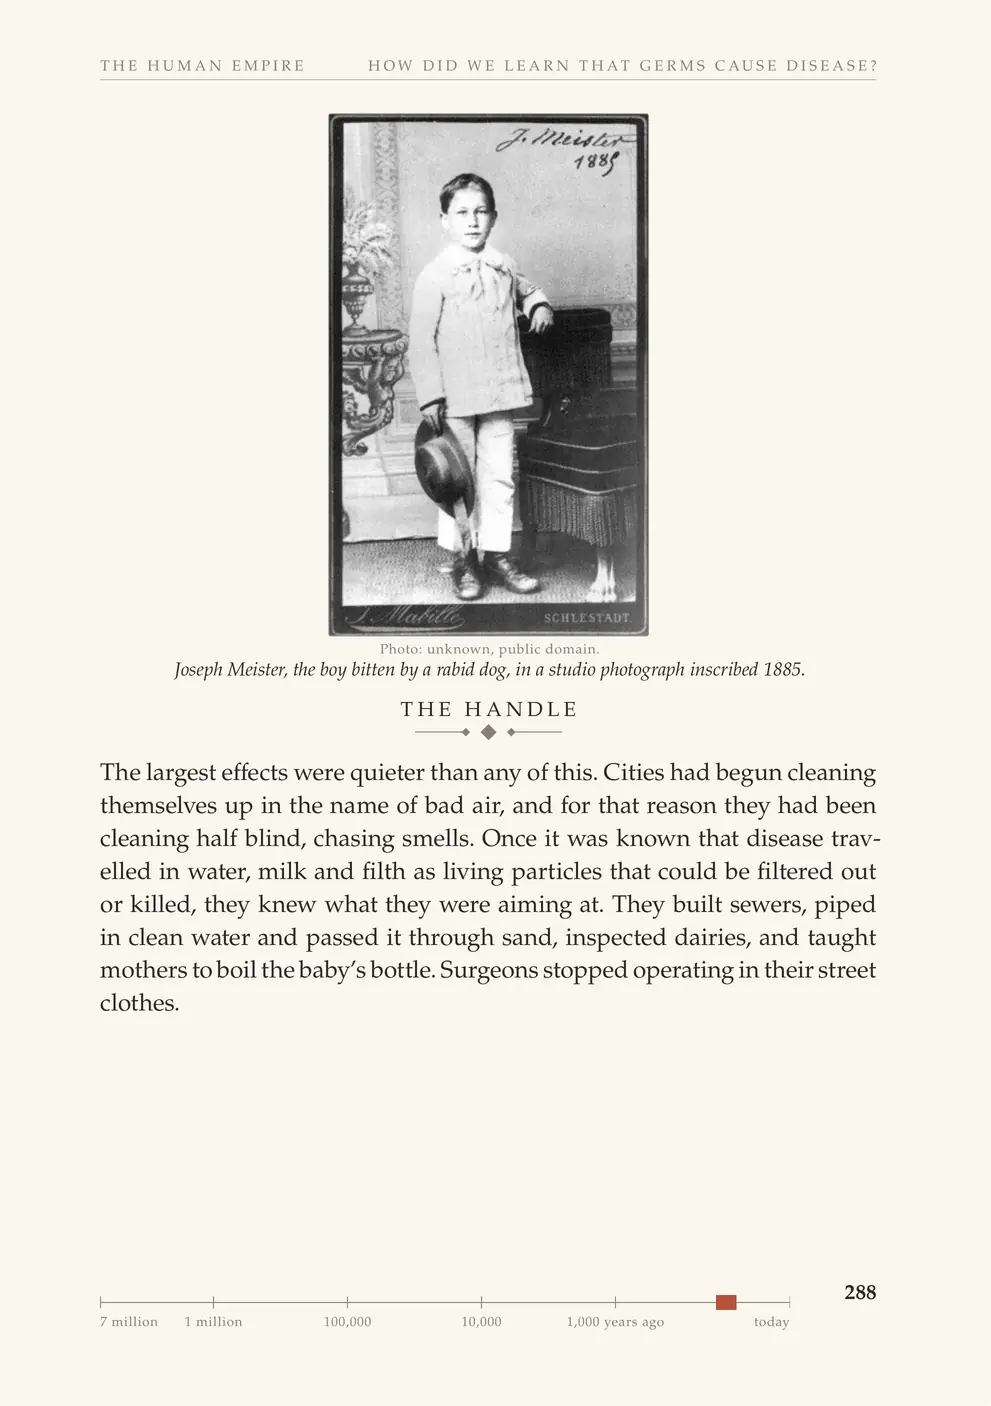 THE HUMAN EMPIRE
HOW DID WE LEARN THAT GERMS CAUSE DISEASE?
J. Meister
1885
J. Mabille
SCHLESTADT.
Photo: unknown, public domain.
Joseph Meister, the boy bitten by a rabid dog, in a studio photograph inscribed 1885.
THE HANDLE
The largest effects were quieter than any of this. Cities had begun cleaning
themselves up in the name of bad air, and for that reason they had been
cleaning half blind, chasing smells. Once it was known that disease trav-
elled in water, milk and filth as living particles that could be filtered out
or killed, they knew what they were aiming at. They built sewers, piped
in clean water and passed it through sand, inspected dairies, and taught
mothers to boil the baby’s bottle. Surgeons stopped operating in their street
clothes.
288
7 million
1 million
100,000
10,000
1,000 years ago
today